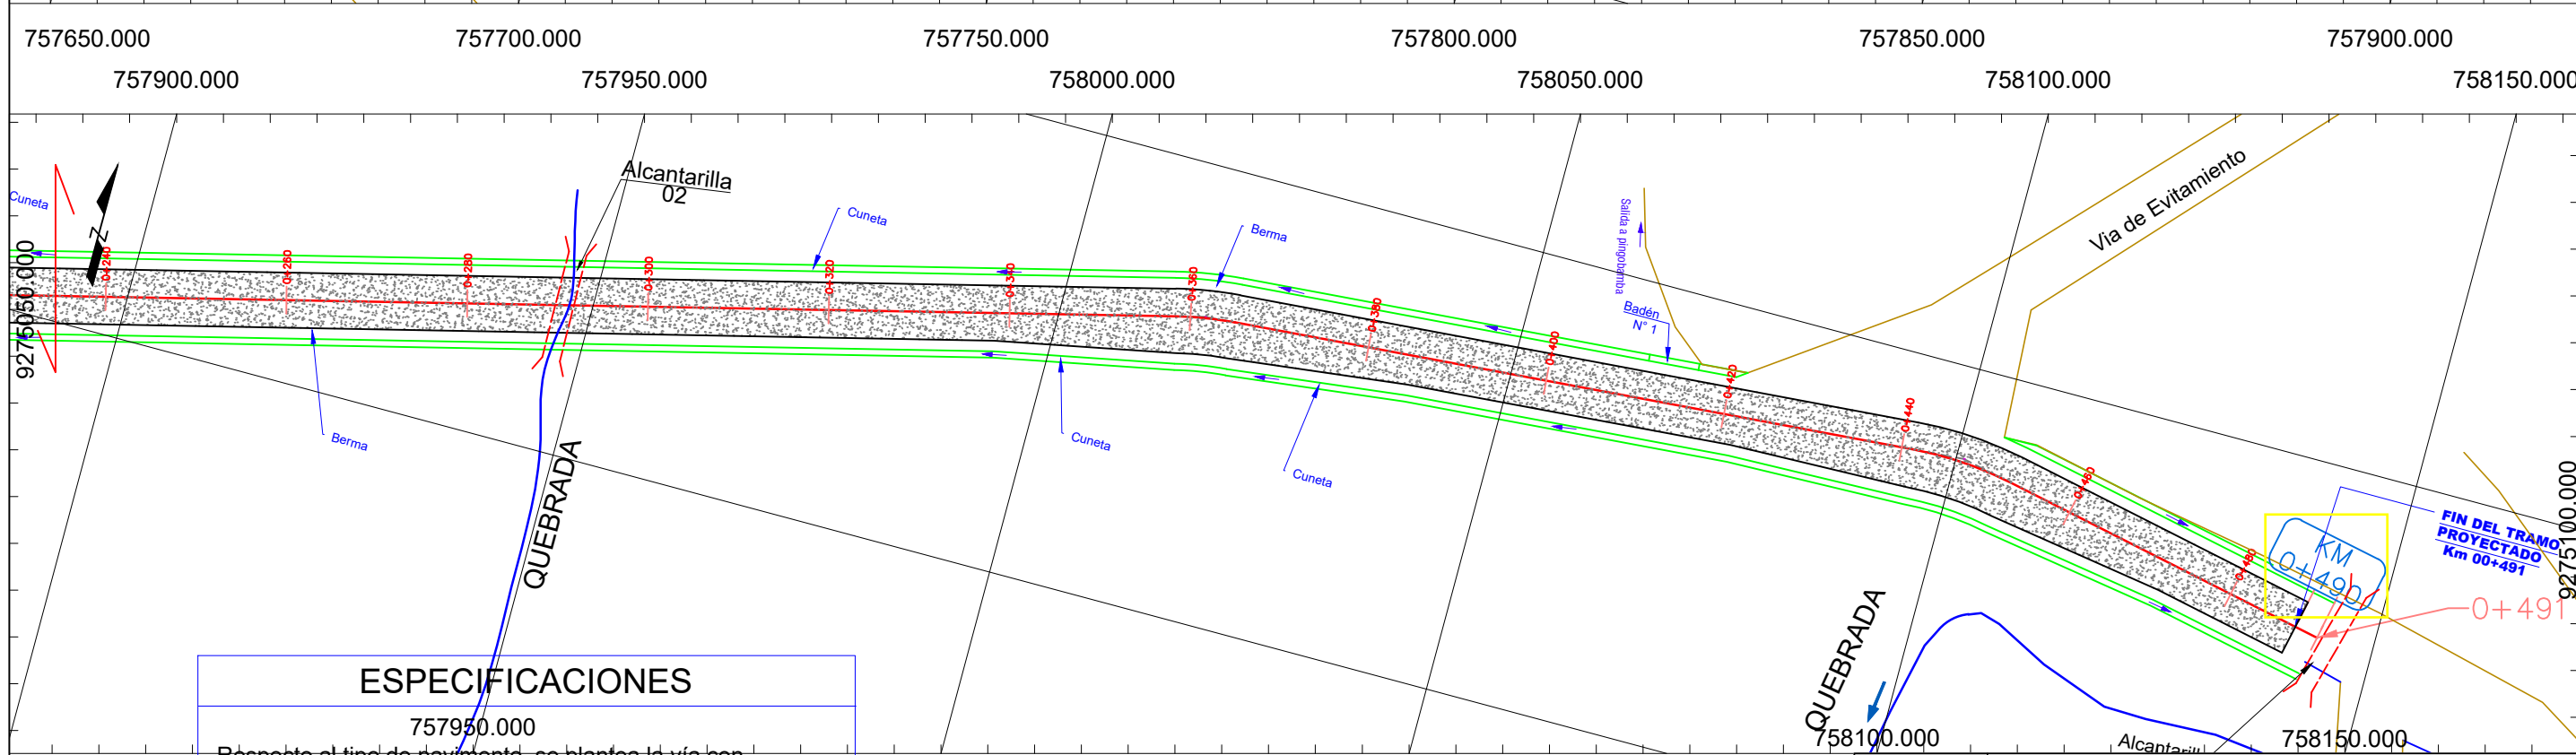 757650.000 757700.000 757750.000 757800.000 757850.000 757900.000
757900.000 757950.000 758000.000 758050.000 758100.000 758150.000
Cuneta
Z
9275050.000
Alcantarilla
02
Cuneta
Berma
Salida a pingobamba
Badén
N° 1
Via de Evitamiento
0+240
0+260
0+280
0+300
0+320
0+340
0+360
0+380
0+400
0+420
0+440
0+460
0+480
Berma
Cuneta
Cuneta
QUEBRADA
KM
0+490
FIN DEL TRAMO
PROYECTADO
Km 00+491
9275100.000
0+491
QUEBRADA
ESPECIFICACIONES
757950.000
758100.000
758150.000